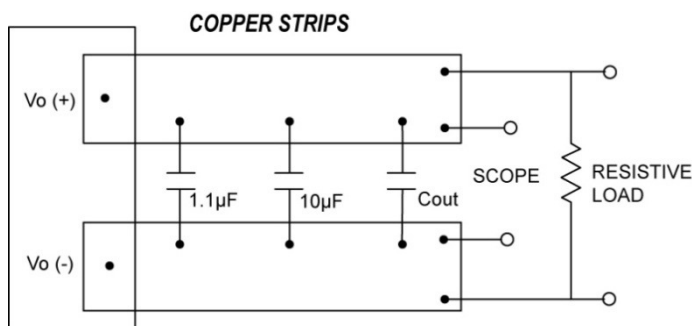 COPPER STRIPS
Vo (+)
1.1µF
10µF
Cout
SCOPE
RESISTIVE
LOAD
Vo (-)